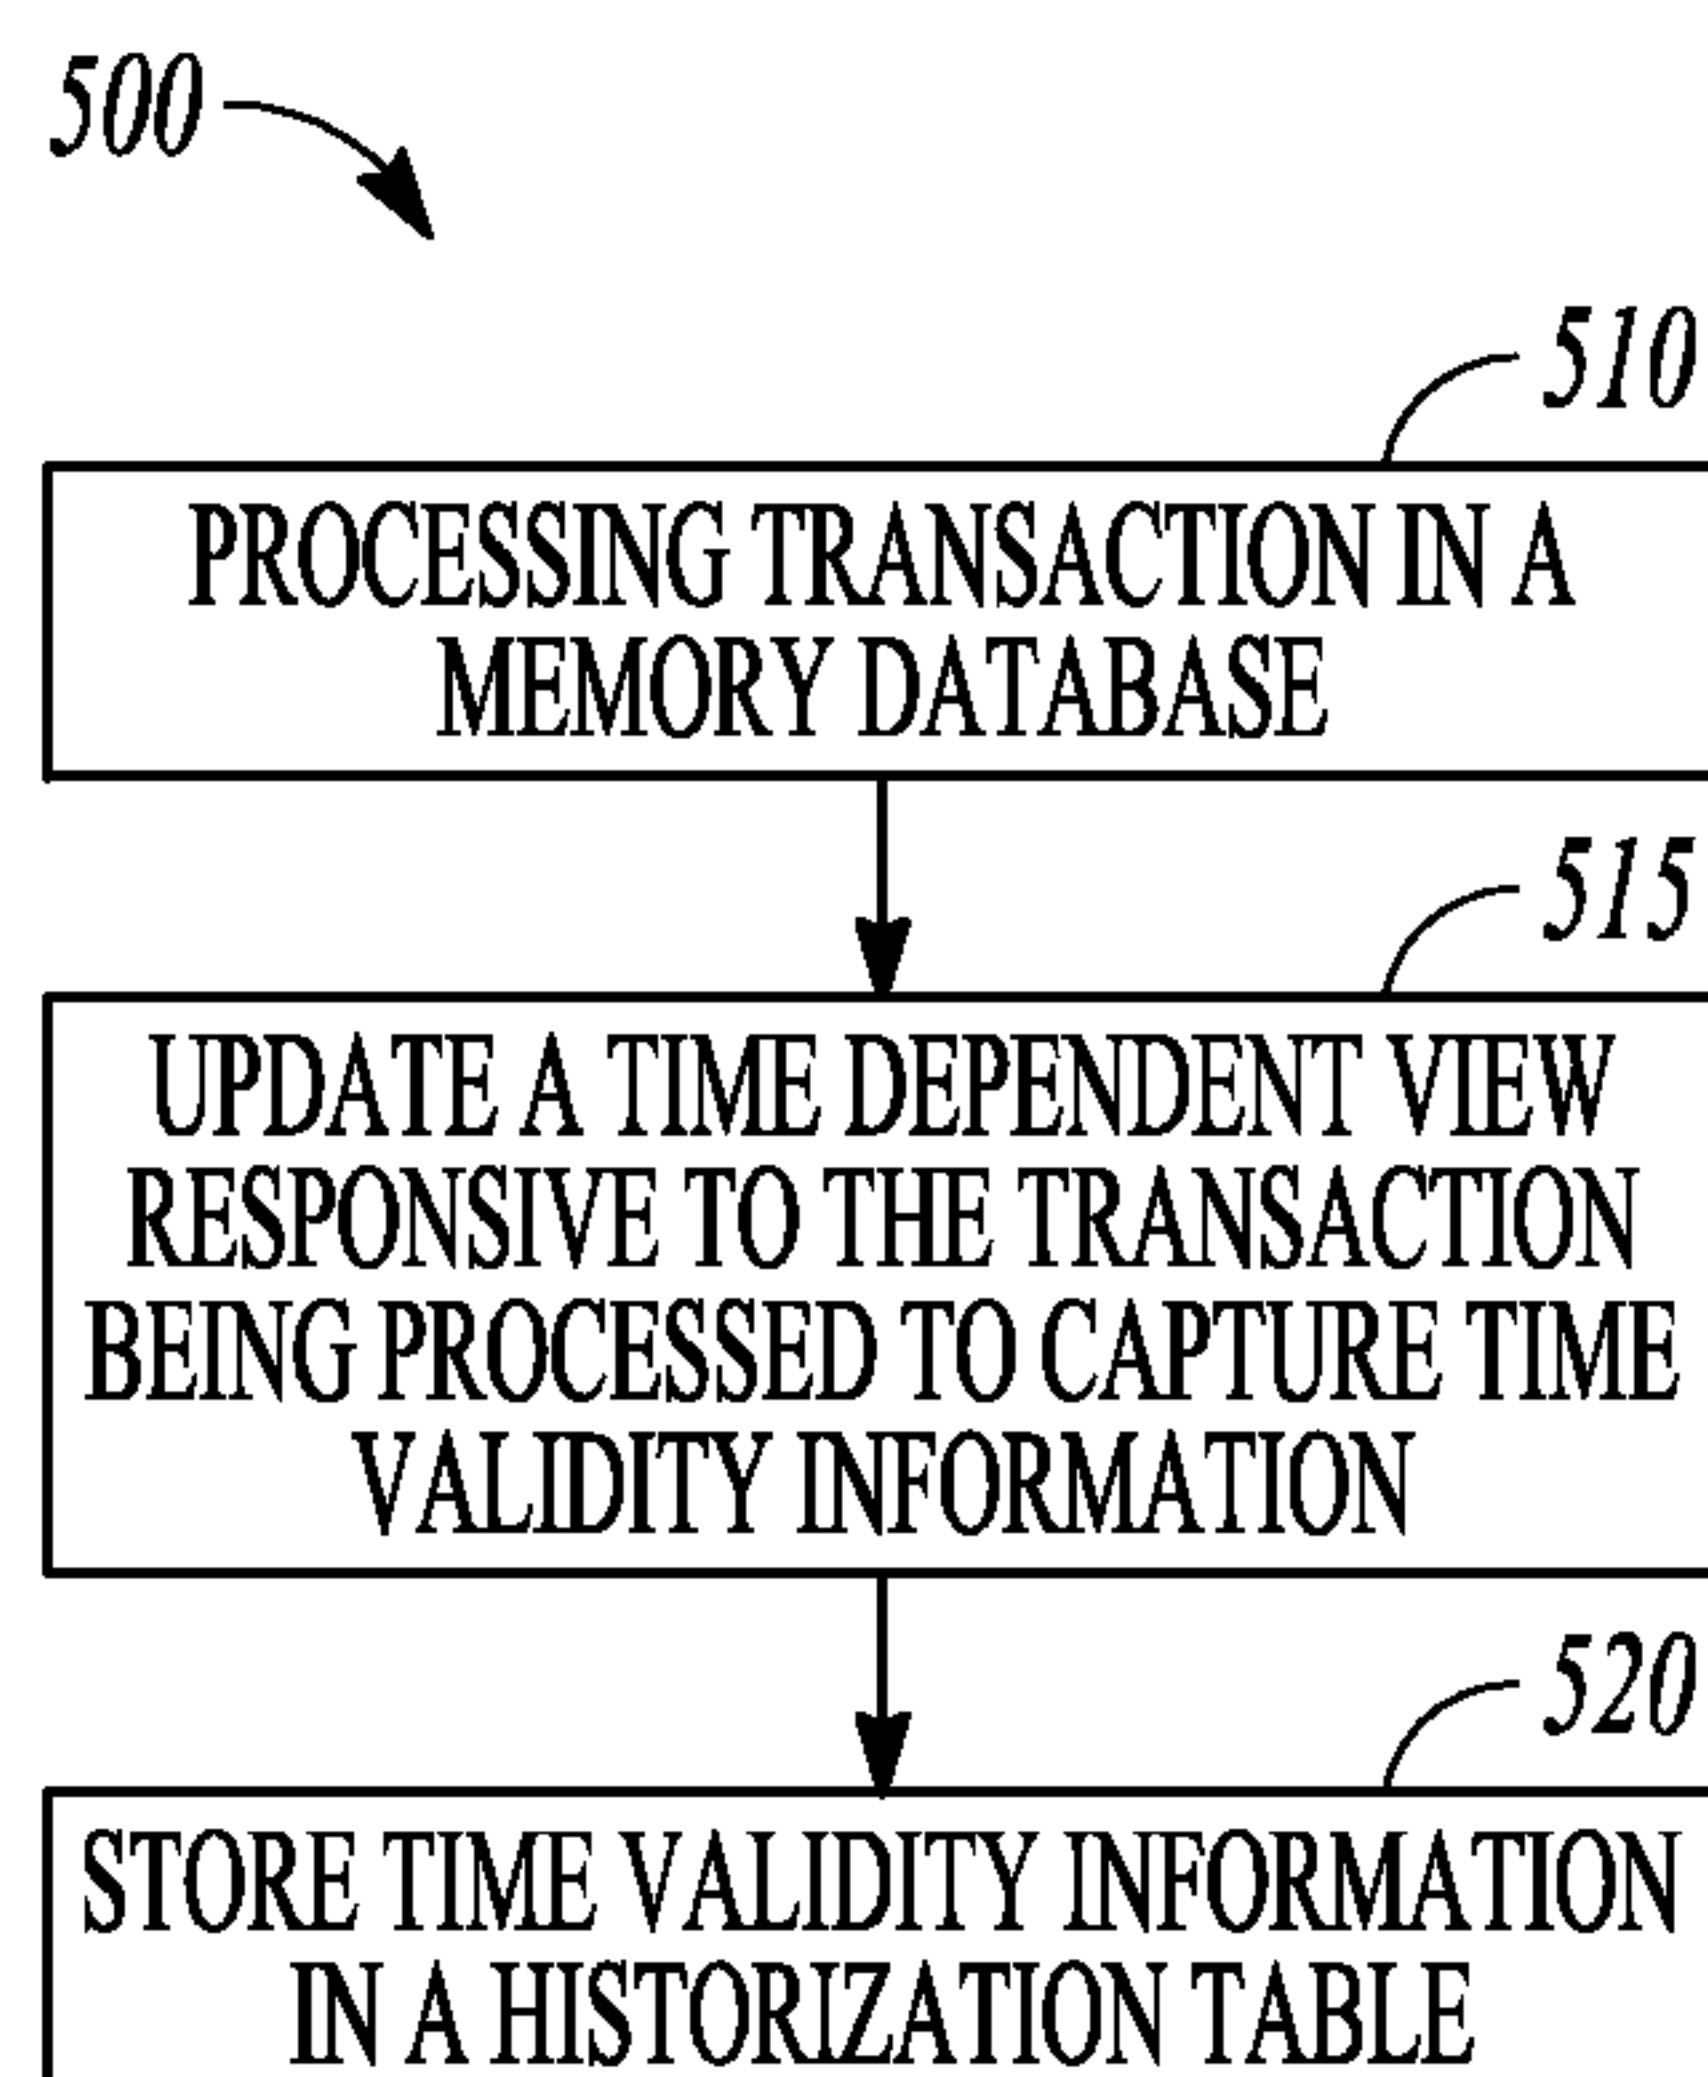 500
510
PROCESSING TRANSACTION IN A
MEMORY DATABASE
515
UPDATE A TIME DEPENDENT VIEW
RESPONSIVE TO THE TRANSACTION
BEING PROCESSED TO CAPTURE TIME
VALIDITY INFORMATION
520
STORE TIME VALIDITY INFORMATION
IN A HISTORIZATION TABLE